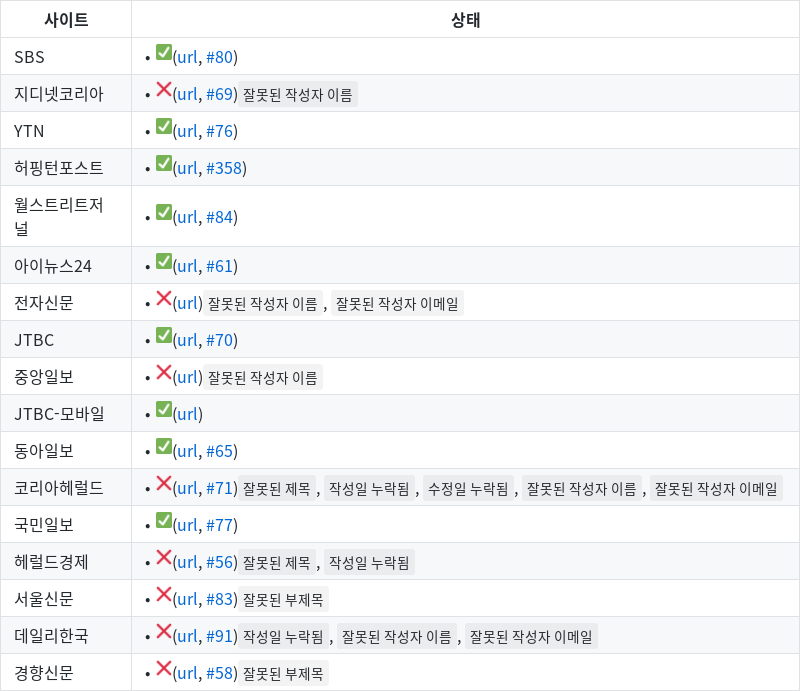 사이트 상태
SBS • ✅(url, #80)
지디넷코리아 • ❌(url, #69) 잘못된 작성자 이름
YTN • ✅(url, #76)
허핑턴포스트 • ✅(url, #358)
월스트리트저
널 • ✅(url, #84)
아이뉴스24 • ✅(url, #61)
전자신문 • ❌(url) 잘못된 작성자 이름 , 잘못된 작성자 이메일
JTBC • ✅(url, #70)
중앙일보 • ❌(url) 잘못된 작성자 이름
JTBC-모바일 • ✅(url)
동아일보 • ✅(url, #65)
코리아헤럴드 • ❌(url, #71) 잘못된 제목 , 작성일 누락됨 , 수정일 누락됨 , 잘못된 작성자 이름 , 잘못된 작성자 이메일
국민일보 • ✅(url, #77)
헤럴드경제 • ❌(url, #56) 잘못된 제목 , 작성일 누락됨
서울신문 • ❌(url, #83) 잘못된 부제목
데일리한국 • ❌(url, #91) 작성일 누락됨 , 잘못된 작성자 이름 , 잘못된 작성자 이메일
경향신문 • ❌(url, #58) 잘못된 부제목